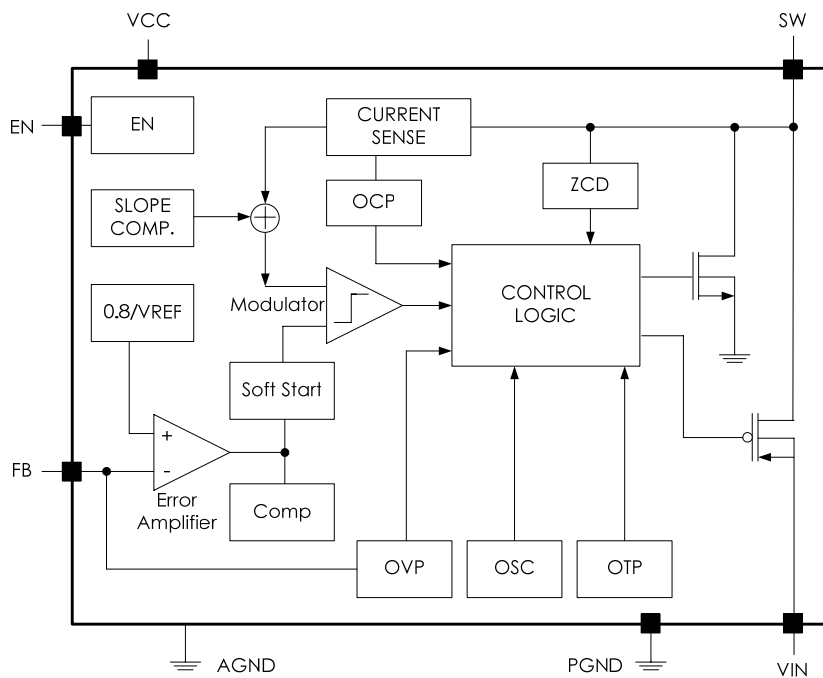 VCC
SW
EN
EN
CURRENT
SENSE
ZCD
SLOPE
COMP.
OCP
+
0.8/VREF
Modulator
CONTROL
LOGIC
Soft Start
+
-
FB
Error
Amplifier
Comp
OVP
OSC
OTP
AGND
PGND
VIN